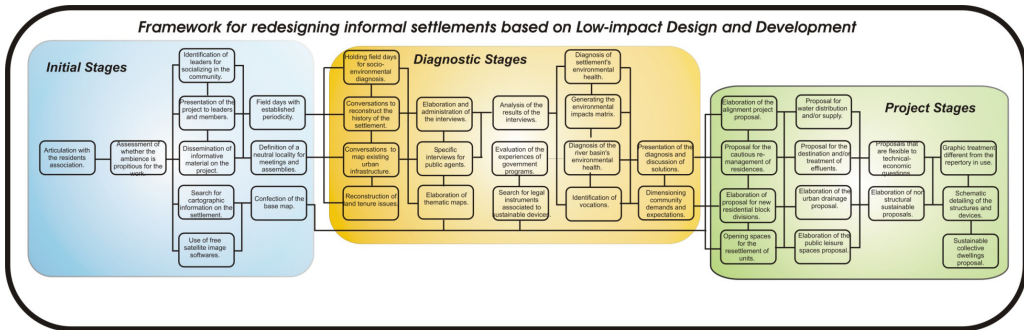 Framework for redesigning informal settlements based on Low-impact Design and Development
Initial Stages
Articulation with the
residents
association.
Assessment of
whether the
ambience is
propitious for the
work.
Identification of
leaders for
socializing in the
community.
Presentation of the
project to leaders
and members.
Dissemination of
informative
material on the
project.
Search for
cartographic
information on the
settlement.
Use of free
satellite image
softwares.
Field days with
established
periodicity.
Definition of a
neutral locality for
meetings and
assemblies.
Confection of the
base map.
Diagnostic Stages
Holding field days
for socio-
environmental
diagnosis.
Conversations to
reconstruct the
history of the
settlement.
Conversations to
map existing
urban
infrastructure.
Reconstruction of
land tenure issues
Elaboration and
administration of
the interviews.
Specific
interviews for
public agents.
Elaboration of
thematic maps.
Analysis of the
results of the
interviews.
Evaluation of the
experiences of
government
programs.
Search for legal
instruments
associated to
sustainable devices.
Diagnosis of
settlement's
environmental
health.
Generating the
environmental
impacts matrix.
Diagnosis of the
river basin's
environmental
health.
Identification of
vocations.
Presentation of the
diagnosis and
discussion of
solutions.
Dimensioning
community
demands and
expectations.
Project Stages
Elaboration of the
alignment project
proposal.
Proposal for the
cautious re-
management of
residences.
Elaboration of
proposal for new
residential block
divisions.
Opening spaces
for the
resettlement of
units.
Proposal for
water distribution
and/or supply.
Proposal for the
destination and/or
treatment of
effluents.
Elaboration of the
urban drainage
proposal.
Elaboration of the
public leisure
spaces proposal.
Proposals that
are flexible to
technical-
economic
questions.
Elaboration of non
structural
sustainable
proposals.
Graphic treatment
different from the
repertory in use.
Schematic
detailing of the
structures and
devices.
Sustainable
collective
dwellings proposal.